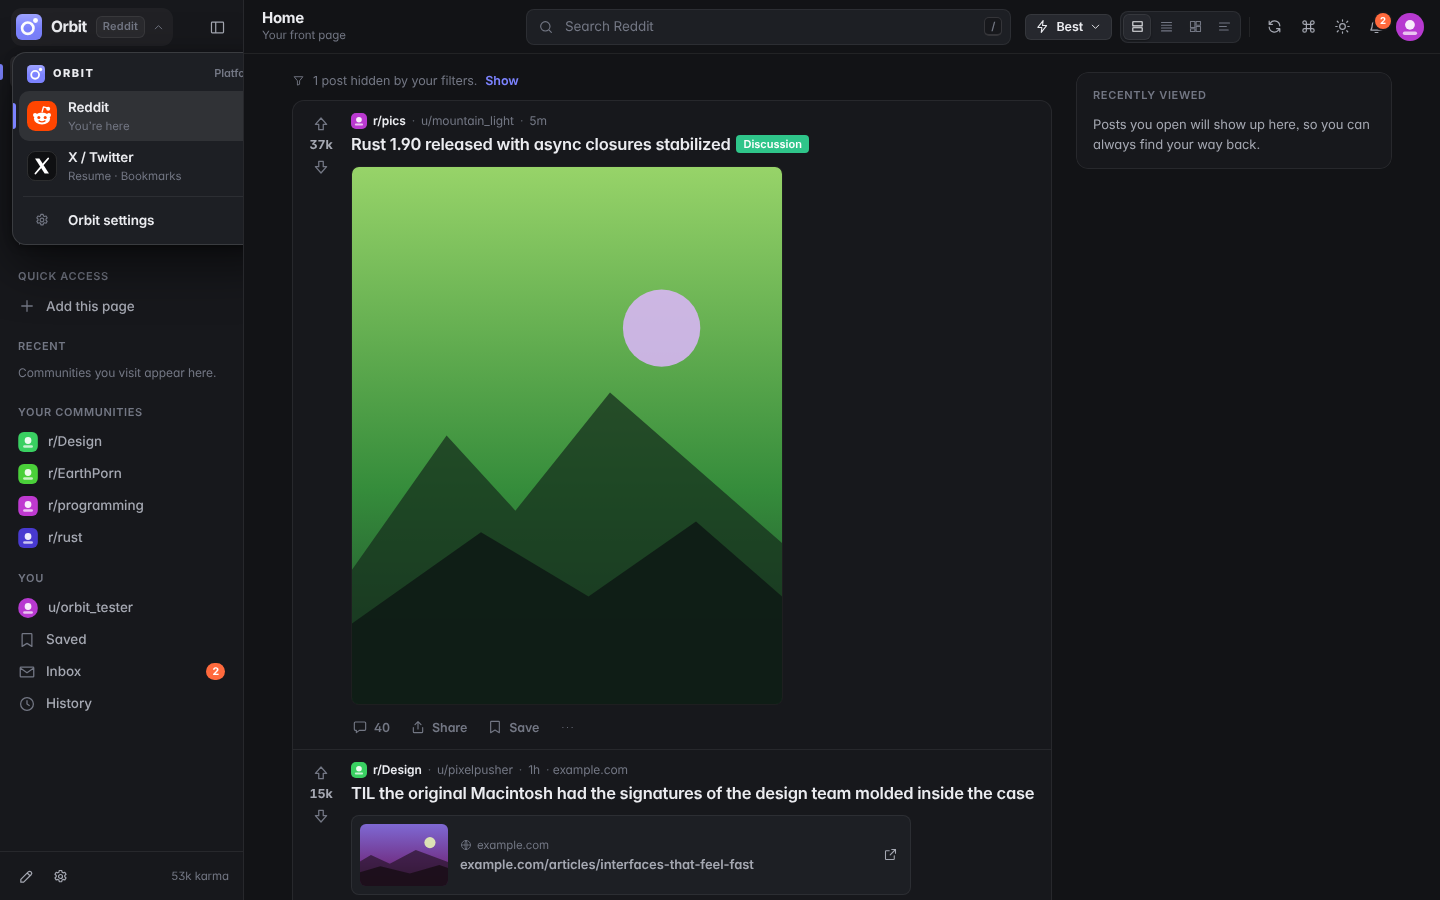 Orbit Reddit
ORBIT
Reddit
You're here
X / Twitter
Resume · Bookmarks
Orbit settings
QUICK ACCESS
Add this page
RECENT
Communities you visit appear here.
YOUR COMMUNITIES
r/Design
r/EarthPorn
r/programming
r/rust
YOU
u/orbit_tester
Saved
Inbox 2
History
53k karma
Home
Your front page
Search Reddit /
Best
2
1 post hidden by your filters. Show
r/pics · u/mountain_light · 5m
37k
Rust 1.90 released with async closures stabilized Discussion
40 Share Save ...
r/Design · u/pixelpusher · 1h · example.com
15k
TIL the original Macintosh had the signatures of the design team molded inside the case
example.com
example.com/articles/interfaces-that-feel-fast
RECENTLY VIEWED
Posts you open will show up here, so you can
always find your way back.